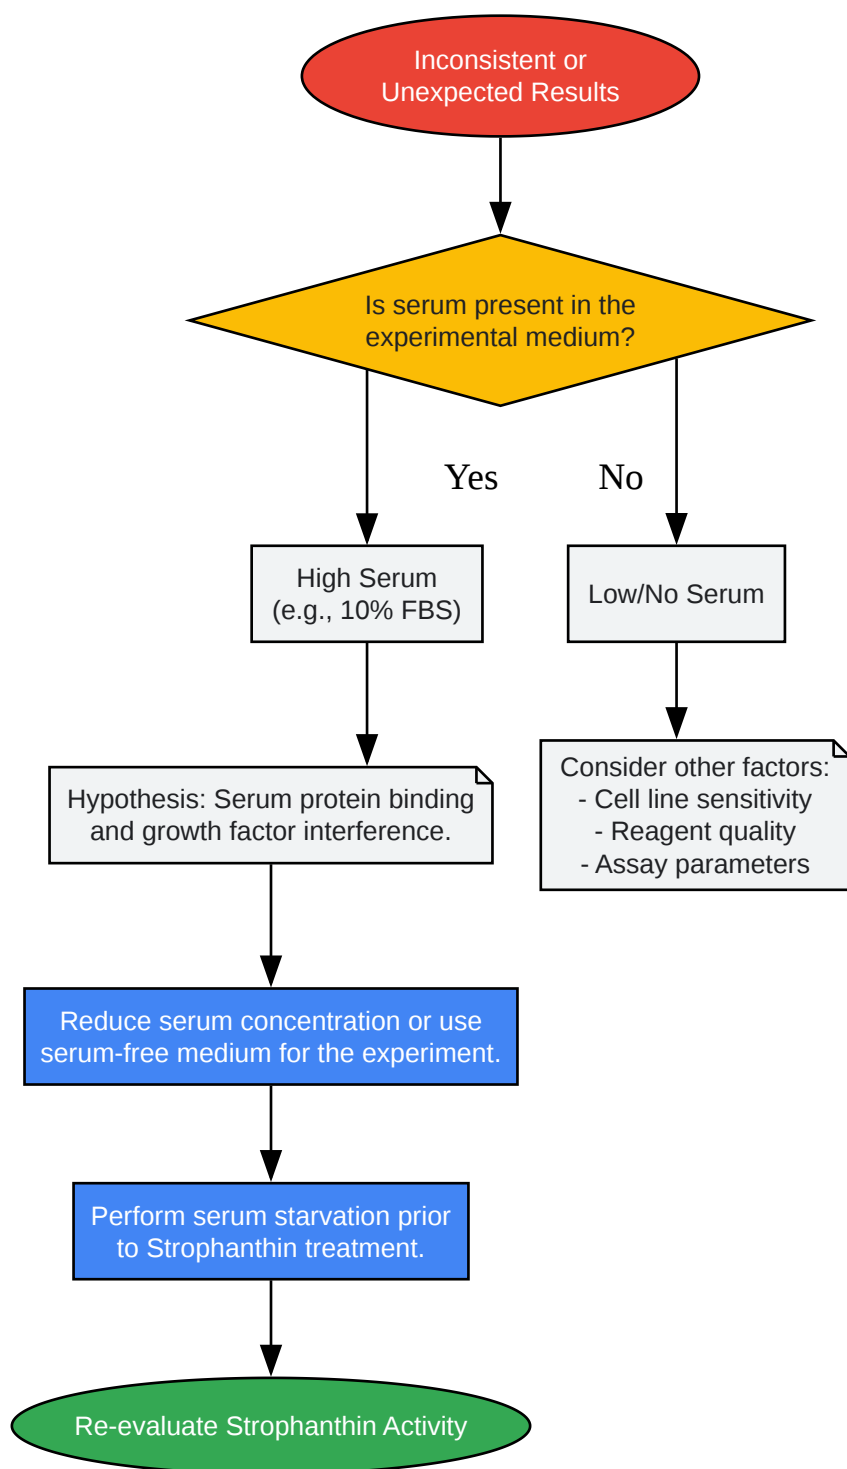 Inconsistent or
Unexpected Results
Is serum present in the
experimental medium?
Yes
No
High Serum
(e.g., 10% FBS)
Low/No Serum
Hypothesis: Serum protein binding
and growth factor interference.
Consider other factors:
- Cell line sensitivity
- Reagent quality
- Assay parameters
Reduce serum concentration or use
serum-free medium for the experiment.
Perform serum starvation prior
to Strophanthin treatment.
Re-evaluate Strophanthin Activity